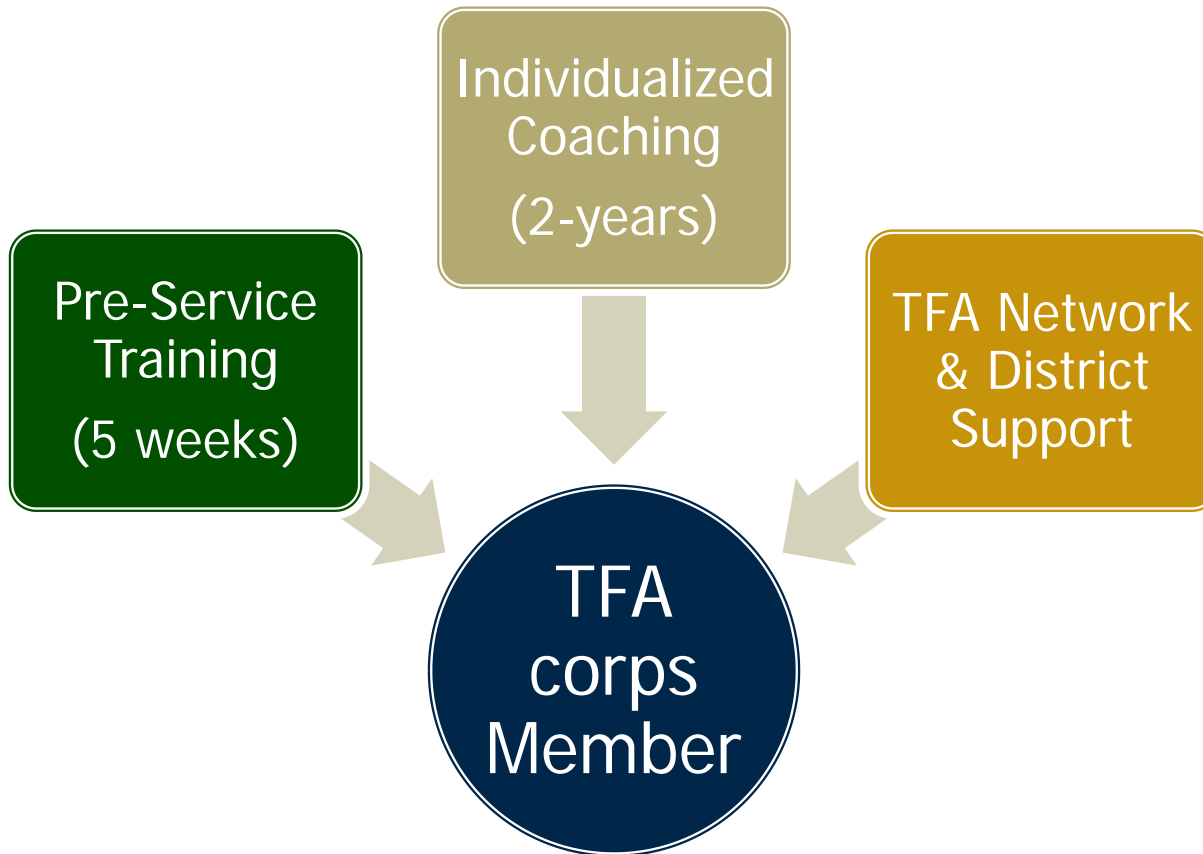 Individualized
Coaching
(2-years)
Pre-Service
Training
(5 weeks)
TFA Network
& District
Support
TFA
corps
Member